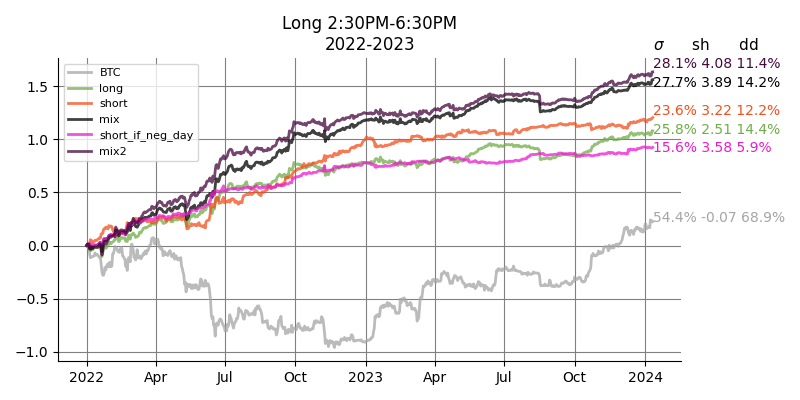 Long 2:30PM-6:30PM
2022-2023
σ sh dd
28.1% 4.08 11.4%
27.7% 3.89 14.2%
23.6% 3.22 12.2%
25.8% 2.51 14.4%
15.6% 3.58 5.9%
54.4% -0.07 68.9%
BTC
long
short
mix
short_if_neg_day
mix2
1.5
1.0
0.5
0.0
−0.5
−1.0
2022 Apr Jul Oct 2023 Apr Jul Oct 2024